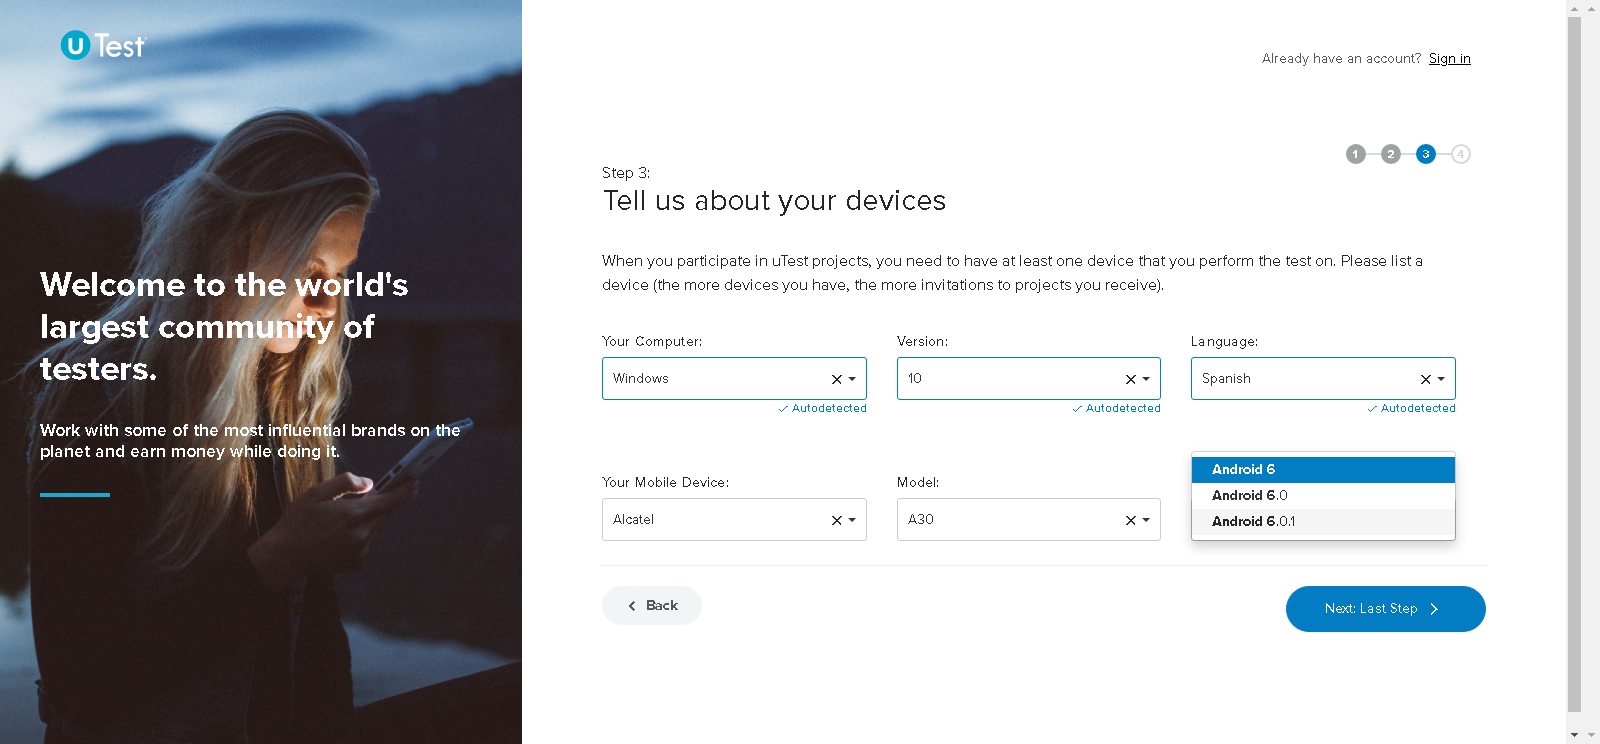 U Test
Already have an account? Sign in
1 2 3 4
Step 3:
Tell us about your devices
Welcome to the world's
largest community of
testers.
Work with some of the most influential brands on the
planet and earn money while doing it.
When you participate in uTest projects, you need to have at least one device that you perform the test on. Please list a
device (the more devices you have, the more invitations to projects you receive).
Your Computer: Version: Language:
Windows 10 Spanish
Autodetected Autodetected Autodetected
Your Mobile Device: Model:
Alcatel A30
Android 6
Android 6.0
Android 6.0.1
Back
Next: Last Step